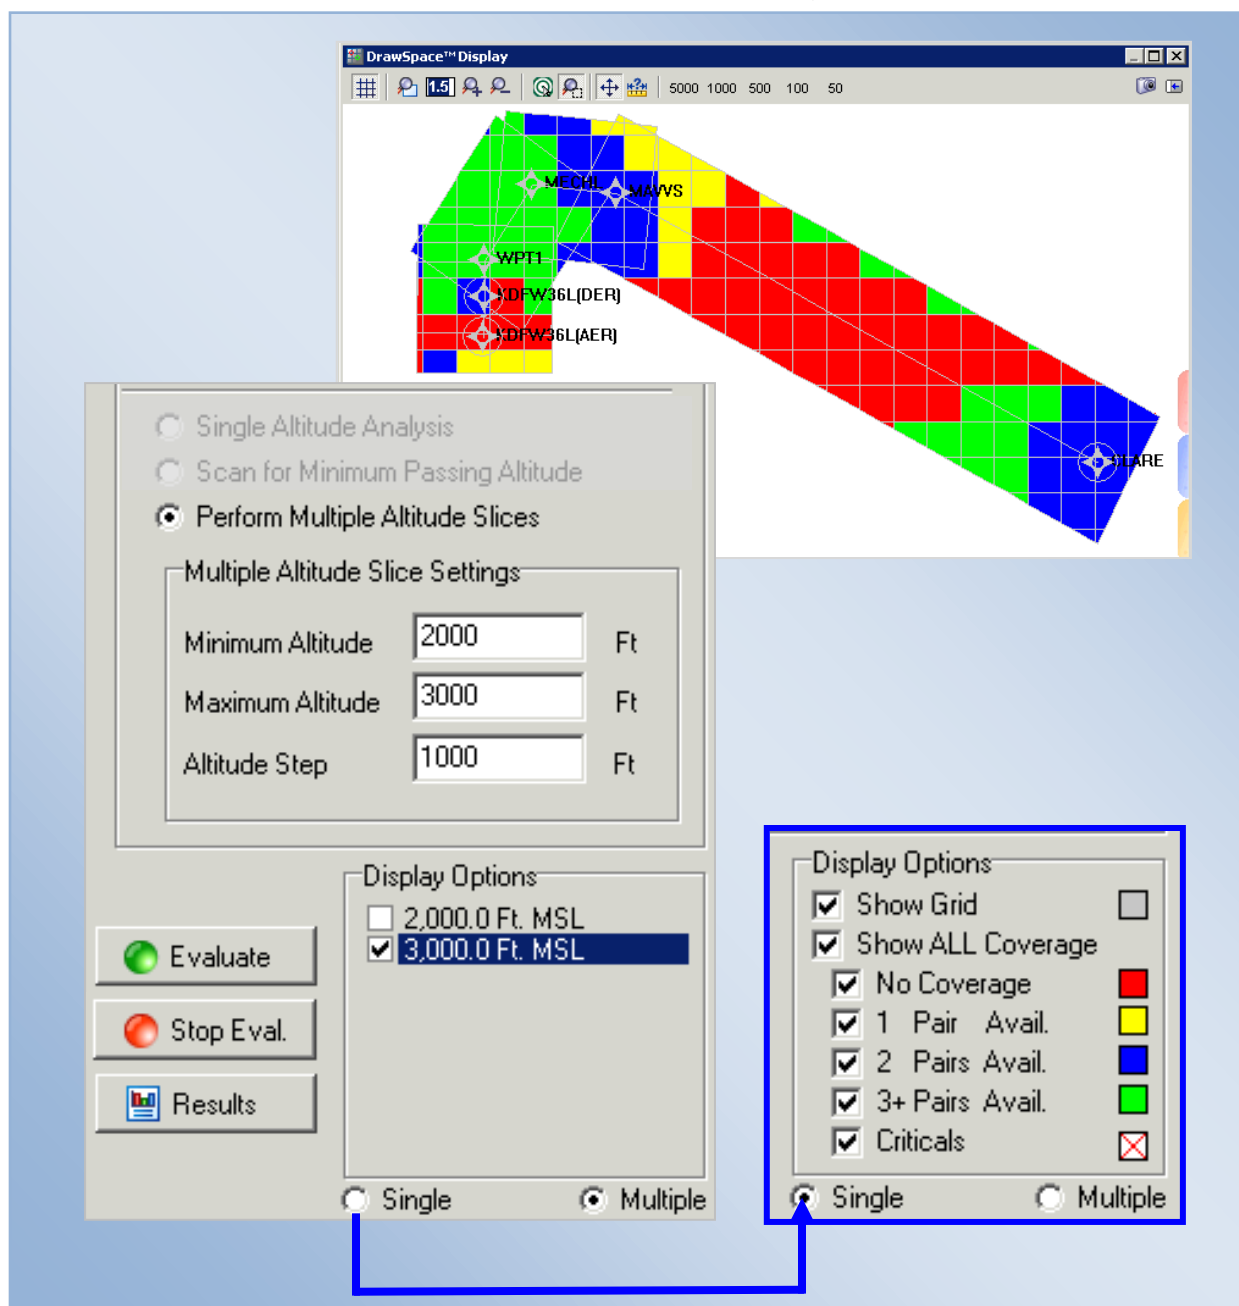 DrawSpace™ Display
1.5 5000 1000 500 100 50
MECHL MAVVS
WPT1
KDFW36L(DER)
KDFW36L(AER)
CLARE
Single Altitude Analysis
Scan for Minimum Passing Altitude
Perform Multiple Altitude Slices
Multiple Altitude Slice Settings
Minimum Altitude 2000 Ft
Maximum Altitude 3000 Ft
Altitude Step 1000 Ft
Display Options
2,000.0 Ft. MSL
3,000.0 Ft. MSL
Evaluate
Stop Eval.
Results
Single Multiple
Display Options
Show Grid
Show ALL Coverage
No Coverage
1 Pair Avail.
2 Pairs Avail.
3+ Pairs Avail.
Criticals
Single Multiple